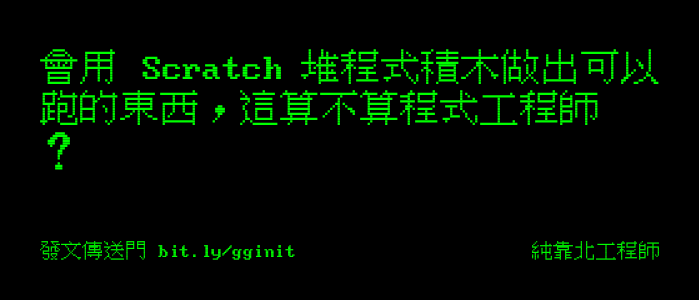 會用 Scratch 堆程式積木做出可以
跑的東西，這算不算程式工程師
？
發文傳送門 bit.ly/gginit
純靠北工程師